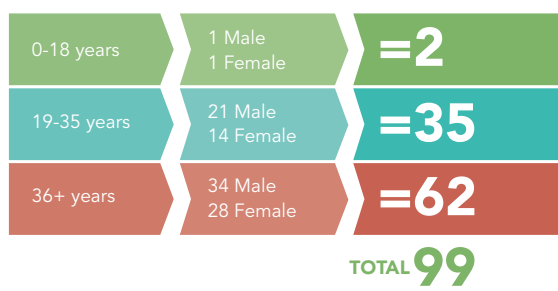 0-18 years
1 Male
1 Female
=2
19-35 years
21 Male
14 Female
=35
36+ years
34 Male
28 Female
=62
TOTAL 99